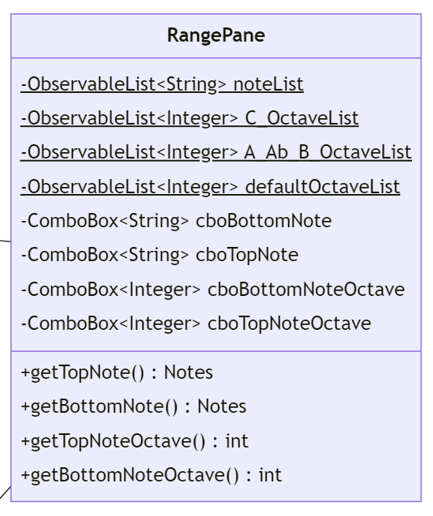 RangePane
-ObservableList<String> noteList
-ObservableList<Integer> C_OctaveList
-ObservableList<Integer> A_Ab_B_OctaveList
-ObservableList<Integer> defaultOctaveList
-ComboBox<String> cboBottomNote
-ComboBox<String> cboTopNote
-ComboBox<Integer> cboBottomNoteOctave
-ComboBox<Integer> cboTopNoteOctave
+getTopNote() : Notes
+getBottomNote() : Notes
+getTopNoteOctave() : int
+getBottomNoteOctave() : int